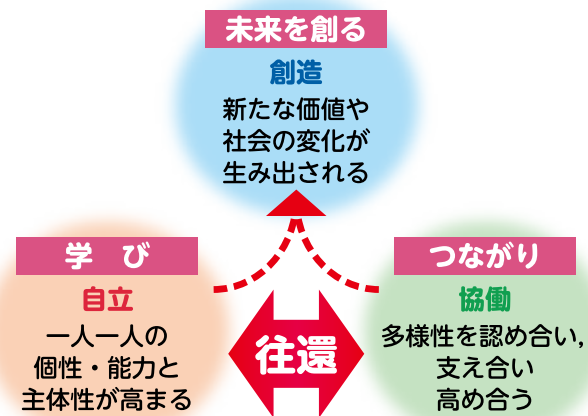 未来を創る
創造
新たな価値や
社会の変化が
生み出される
学　び
自立
一人一人の
個性・能力と
主体性が高まる
往還
つながり
協働
多様性を認め合い,
支え合い
高め合う